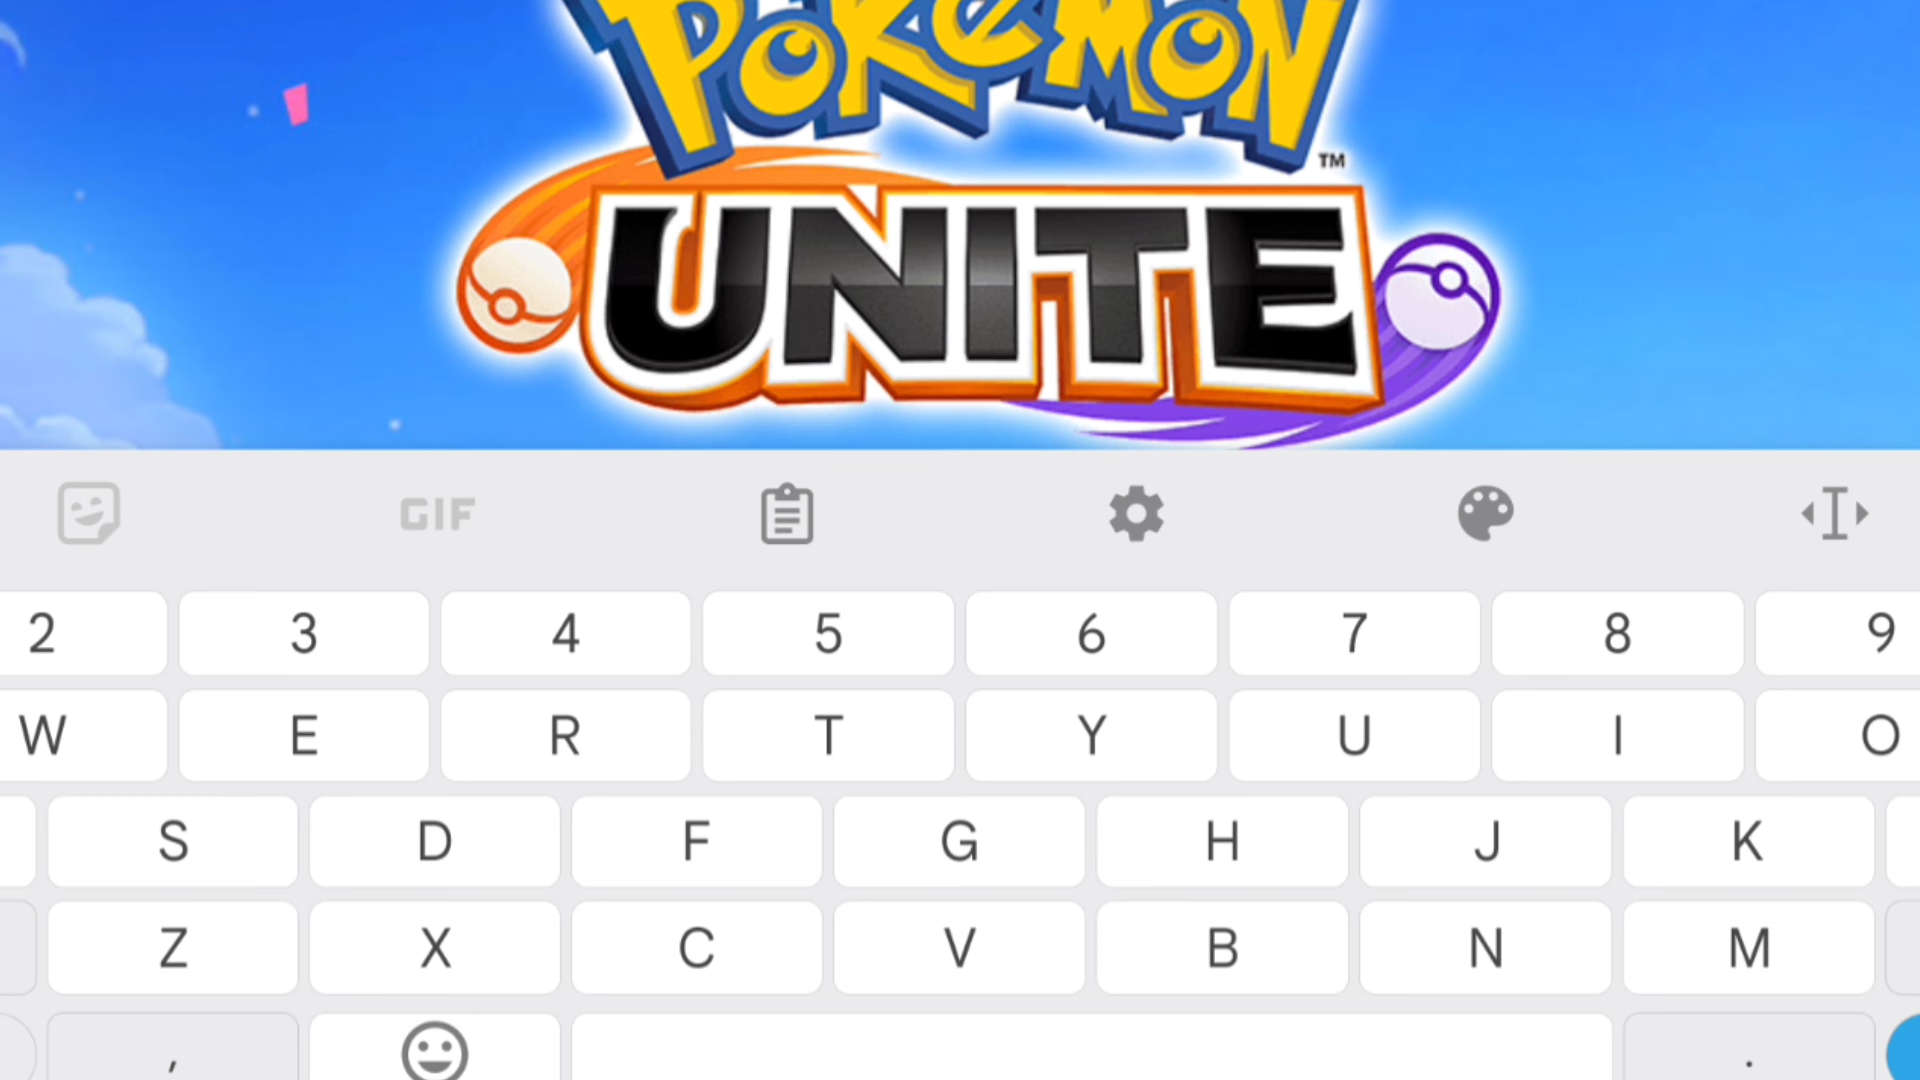 POKéMON
TM
UNITE
GIF
2 3 4 5 6 7 8 9
W E R T Y U I O
S D F G H J K
Z X C V B N M
, .